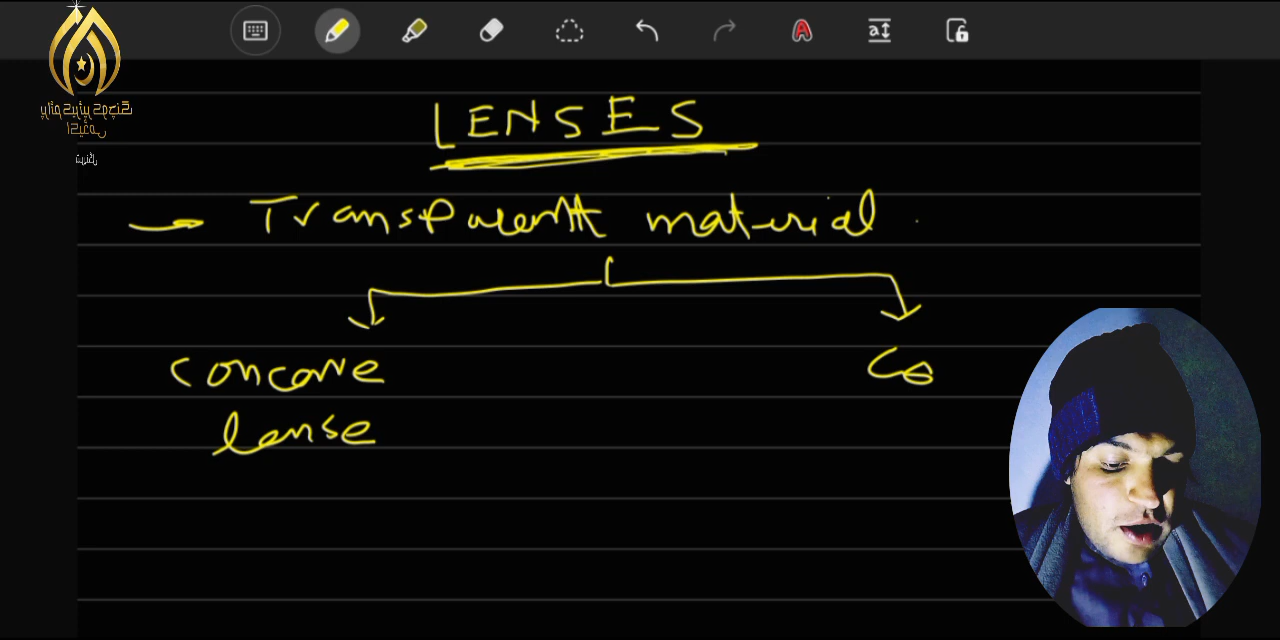 LENSES
Transparent material
concave
lense
Co